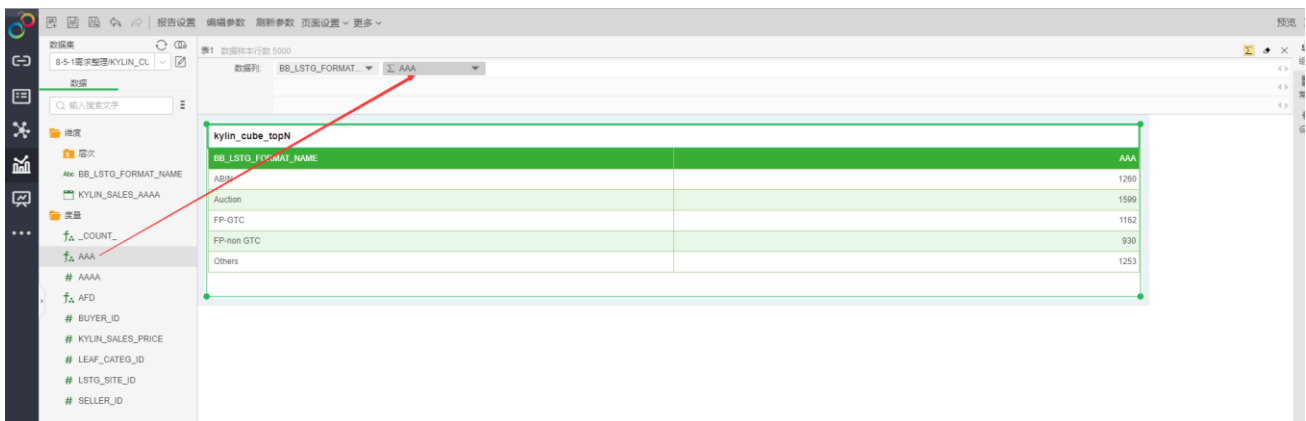 报告设置 编辑参数 刷新参数 页面设置 更多
预览
数据集
8-5-1需求整理/KYLIN_CL
表1 数据样本行数 5000
数据列: BB_LSTG_FORMAT... Σ AAA
Σ
数据
输入搜索文字
维度
层次
Abc BB_LSTG_FORMAT_NAME
KYLIN_SALES_AAAA
度量
_COUNT_
AAA
# AAAA
AFD
# BUYER_ID
# KYLIN_SALES_PRICE
# LEAF_CATEG_ID
# LSTG_SITE_ID
# SELLER_ID
kylin_cube_topN
BB_LSTG_FORMAT_NAME AAA
ABIN 1260
Auction 1599
FP-GTC 1162
FP-non GTC 930
Others 1253